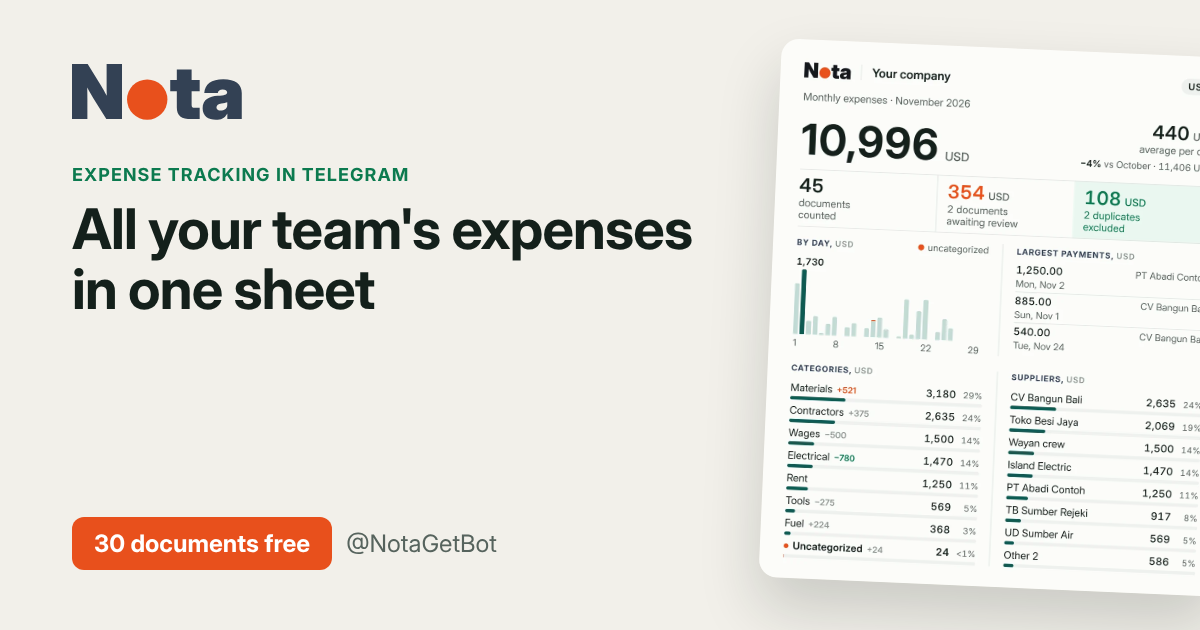 Nota
EXPENSE TRACKING IN TELEGRAM
All your team's expenses
in one sheet
30 documents free
@NotaGetBot
Nota
Your company
Monthly expenses · November 2026
10,996 USD
440
average per
−4% vs October · 11,406
45
documents
counted
354 USD
2 documents
awaiting review
108 USD
2 duplicates
excluded
BY DAY, USD
uncategorized
1,730
1 8 15 22 29
LARGEST PAYMENTS, USD
1,250.00 PT Abadi
Mon, Nov 2
885.00 CV Bangun
Sun, Nov 1
540.00 CV Bangun
Tue, Nov 24
CATEGORIES, USD
Materials +521 3,180 29%
Contractors +375 2,635 24%
Wages −500 1,500 14%
Electrical −780 1,470 14%
Rent 1,250 11%
Tools −275 569 5%
Fuel +224 368 3%
Uncategorized +24 24 <1%
SUPPLIERS, USD
CV Bangun Bali 2,635 24%
Toko Besi Jaya 2,069 19%
Wayan crew 1,500 14%
Island Electric 1,470 14%
PT Abadi Contoh 1,250 11%
TB Sumber Rejeki 917 8%
UD Sumber Air 569 5%
Other 2 586 5%